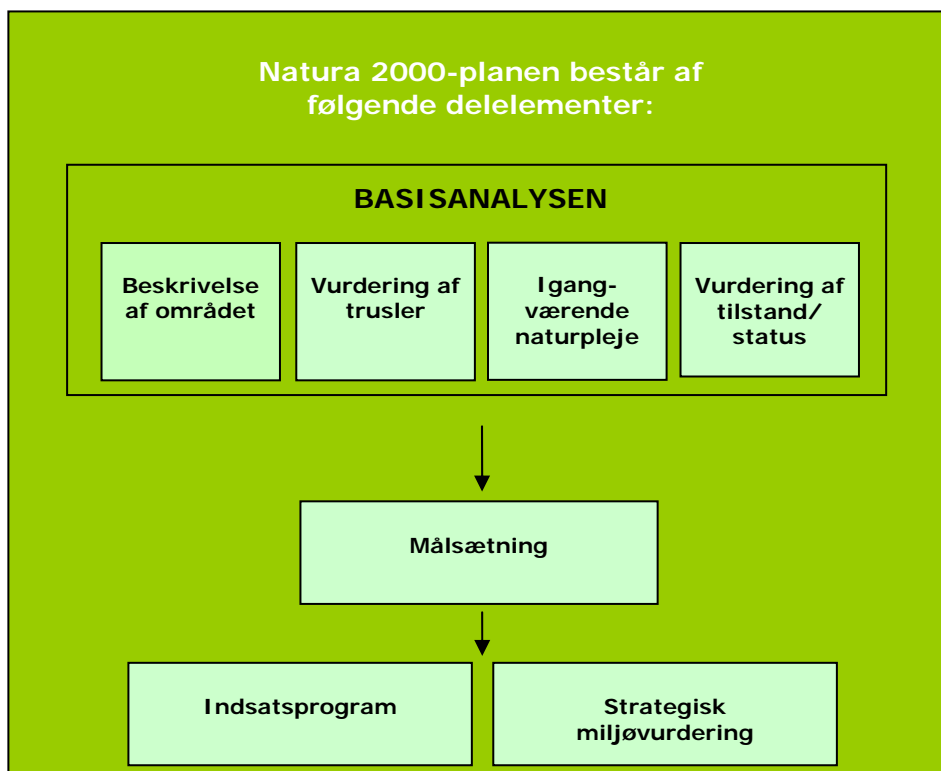 Natura 2000-planen består af
følgende delelementer:
BASISANALYSEN
Beskrivelse
af området
Vurdering af
trusler
Igang-
værende
naturpleje
Vurdering af
tilstand/
status
Målsætning
Indsatsprogram
Strategisk
miljøvurdering